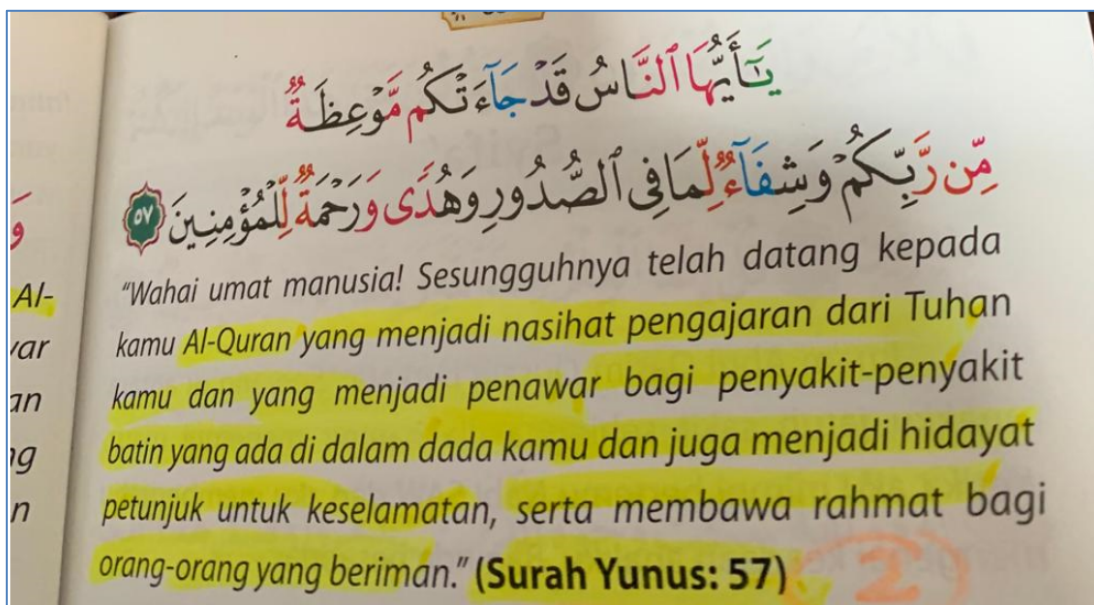 يَٰٓأَيُّهَا ٱلنَّاسُ قَدْ جَآءَتْكُم مَّوْعِظَةٌ
مِّن رَّبِّكُمْ وَشِفَآءٌ لِّمَا فِى ٱلصُّدُورِ وَهُدًى وَرَحْمَةٌ لِّلْمُؤْمِنِينَ ٥٧
"Wahai umat manusia! Sesungguhnya telah datang kepada
kamu Al-Quran yang menjadi nasihat pengajaran dari Tuhan
kamu dan yang menjadi penawar bagi penyakit-penyakit
batin yang ada di dalam dada kamu dan juga menjadi hidayat
petunjuk untuk keselamatan, serta membawa rahmat bagi
orang-orang yang beriman." (Surah Yunus: 57)
2
Al-